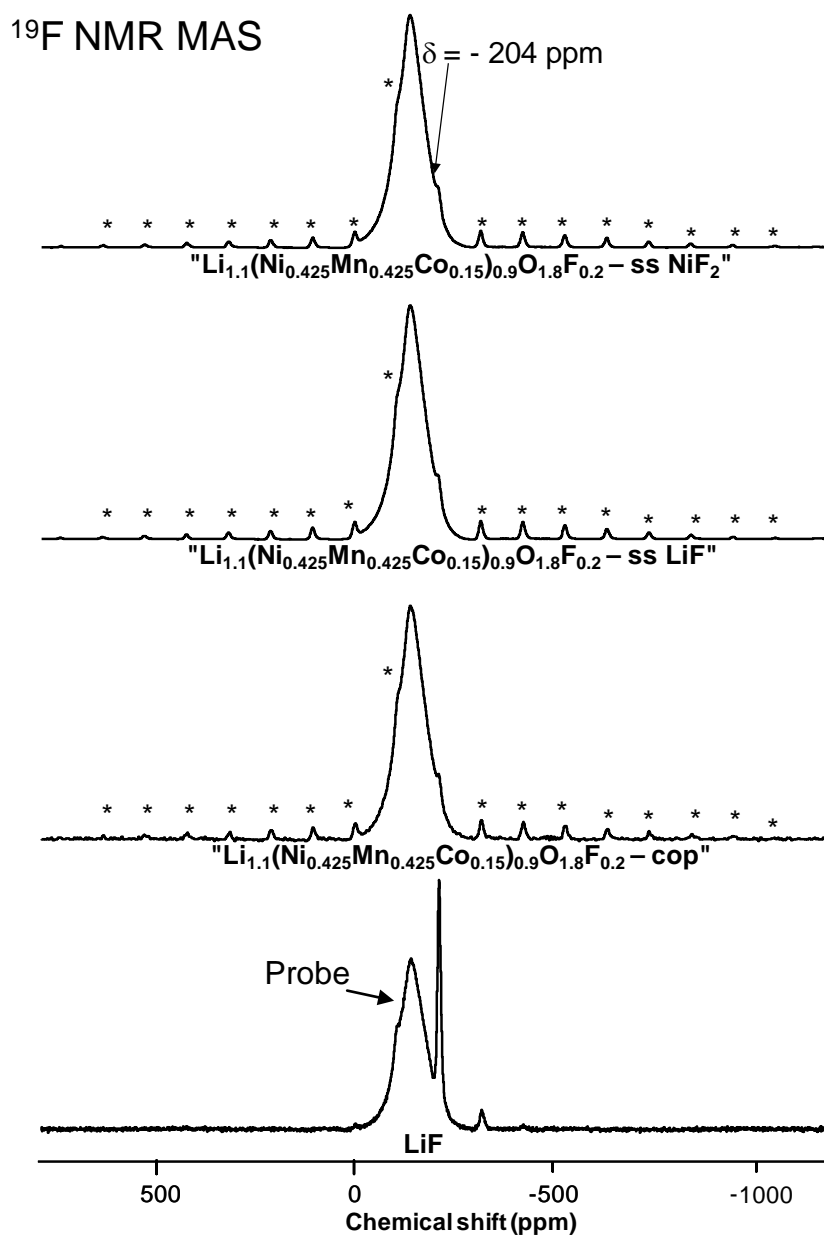 ¹⁹F NMR MAS
δ = - 204 ppm
*
* * * * * * * * * * * * * * *
"Li₁.₁(Ni₀.₄₂₅Mn₀.₄₂₅Co₀.₁₅)₀.₉O₁.₈F₀.₂ – ss NiF₂"
*
* * * * * * * * * * * * * * *
"Li₁.₁(Ni₀.₄₂₅Mn₀.₄₂₅Co₀.₁₅)₀.₉O₁.₈F₀.₂ – ss LiF"
*
* * * * * * * * * * * * * * *
"Li₁.₁(Ni₀.₄₂₅Mn₀.₄₂₅Co₀.₁₅)₀.₉O₁.₈F₀.₂ – cop"
Probe
LiF
500 0 -500 -1000
Chemical shift (ppm)